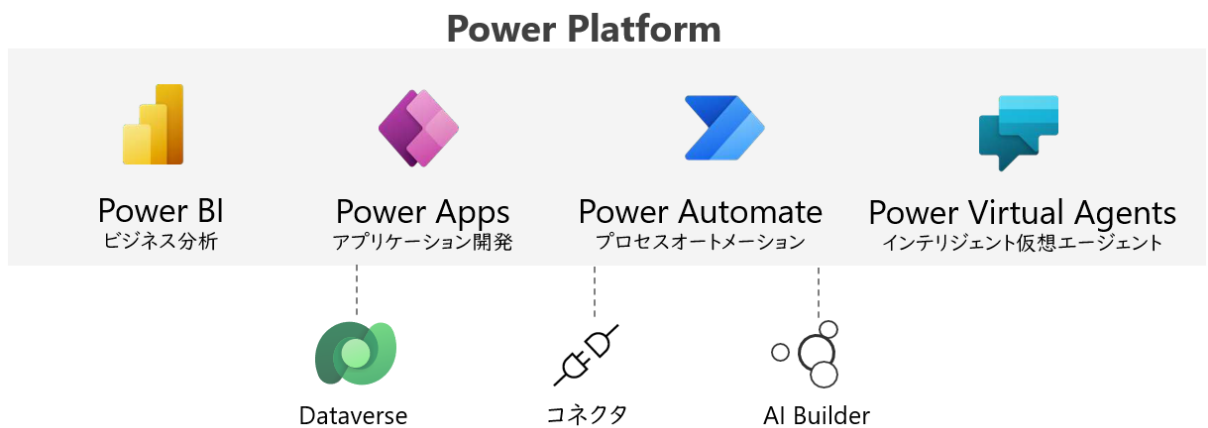 Power Platform
Power BI
ビジネス分析
Power Apps
アプリケーション開発
Power Automate
プロセスオートメーション
Power Virtual Agents
インテリジェント仮想エージェント
Dataverse
コネクタ
AI Builder